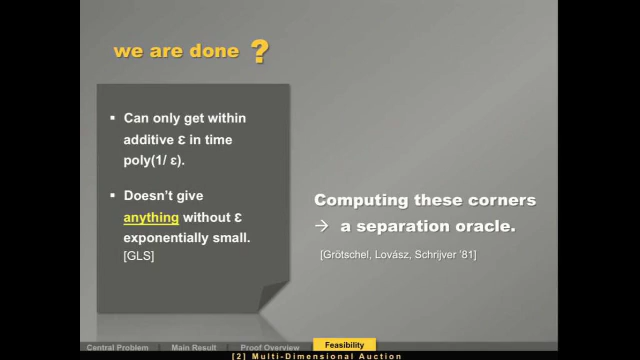 we are done ?
▪ Can only get within
additive ε in time
poly(1/ ε).
▪ Doesn't give
anything without ε
exponentially small.
[GLS]
Computing these corners
→ a separation oracle.
[Grötschel, Lovász, Schrijver '81]
Central Problem Main Result Proof Overview Feasibility
[2] Multi-Dimensional Auction